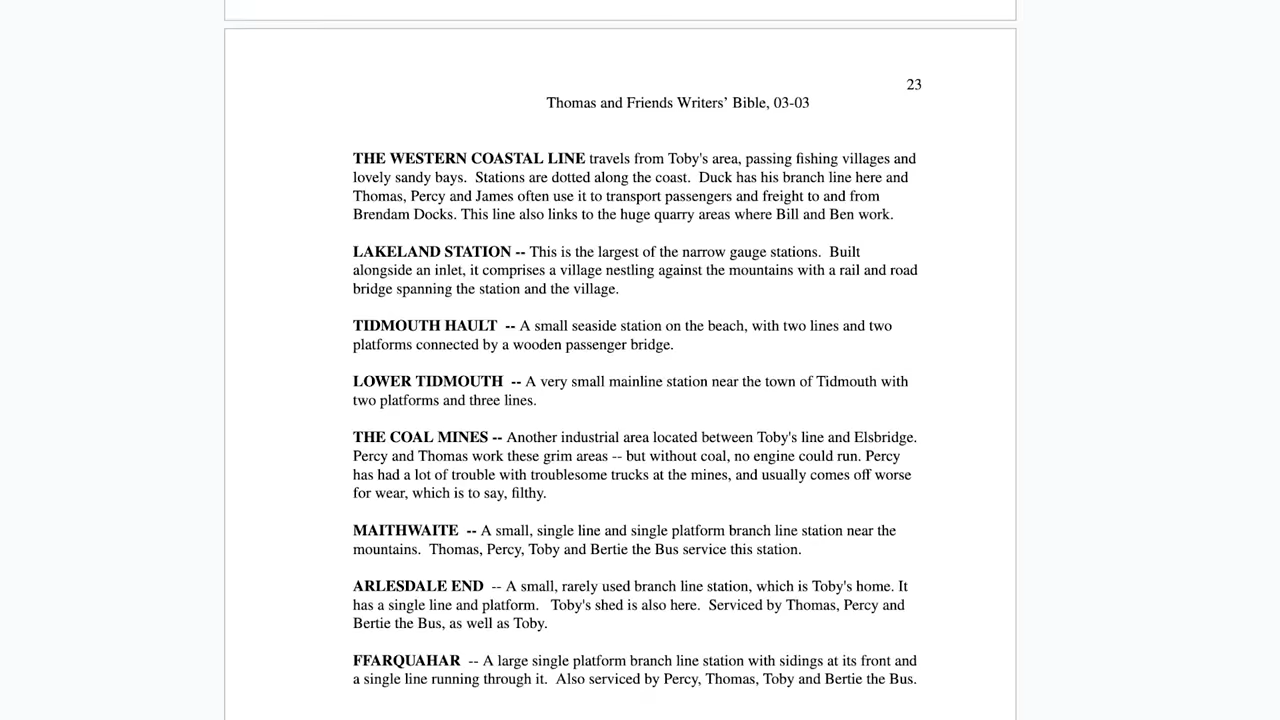 23
Thomas and Friends Writers’ Bible, 03-03
THE WESTERN COASTAL LINE travels from Toby's area, passing fishing villages and
lovely sandy bays.  Stations are dotted along the coast.  Duck has his branch line here and
Thomas, Percy and James often use it to transport passengers and freight to and from
Brendam Docks. This line also links to the huge quarry areas where Bill and Ben work.
LAKELAND STATION -- This is the largest of the narrow gauge stations.  Built
alongside an inlet, it comprises a village nestling against the mountains with a rail and road
bridge spanning the station and the village.
TIDMOUTH HAULT  -- A small seaside station on the beach, with two lines and two
platforms connected by a wooden passenger bridge.
LOWER TIDMOUTH  -- A very small mainline station near the town of Tidmouth with
two platforms and three lines.
THE COAL MINES -- Another industrial area located between Toby's line and Elsbridge.
Percy and Thomas work these grim areas -- but without coal, no engine could run. Percy
has had a lot of trouble with troublesome trucks at the mines, and usually comes off worse
for wear, which is to say, filthy.
MAITHWAITE  -- A small, single line and single platform branch line station near the
mountains.  Thomas, Percy, Toby and Bertie the Bus service this station.
ARLESDALE END  -- A small, rarely used branch line station, which is Toby's home. It
has a single line and platform.   Toby's shed is also here.  Serviced by Thomas, Percy and
Bertie the Bus, as well as Toby.
FFARQUAHAR  -- A large single platform branch line station with sidings at its front and
a single line running through it.  Also serviced by Percy, Thomas, Toby and Bertie the Bus.